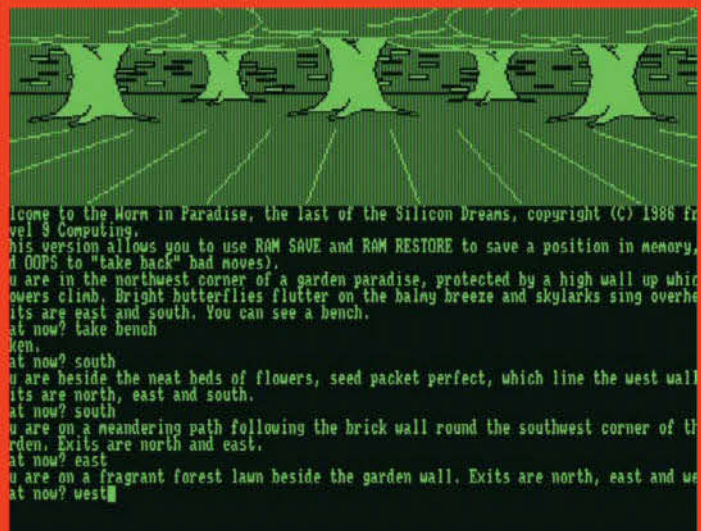 lcome to the Worm in Paradise, the last of the Silicon Dreams, copyright (C) 1986 fr
vel 9 Computing.
his version allows you to use RAM SAVE and RAM RESTORE to save a position in memory,
d OOPS to "take back" bad moves).
u are in the northwest corner of a garden paradise, protected by a high wall up whic
owers climb. Bright butterflies flutter on the balmy breeze and skylarks sing overhe
its are east and south. You can see a bench.
at now? take bench
ken.
at now? south
u are beside the neat beds of flowers, seed packet perfect, which line the west wall
its are north, east and south.
at now? south
u are on a meandering path following the brick wall round the southwest corner of th
rden. Exits are north and east.
at now? east
u are on a fragrant forest lawn beside the garden wall. Exits are north, east and we
at now? west